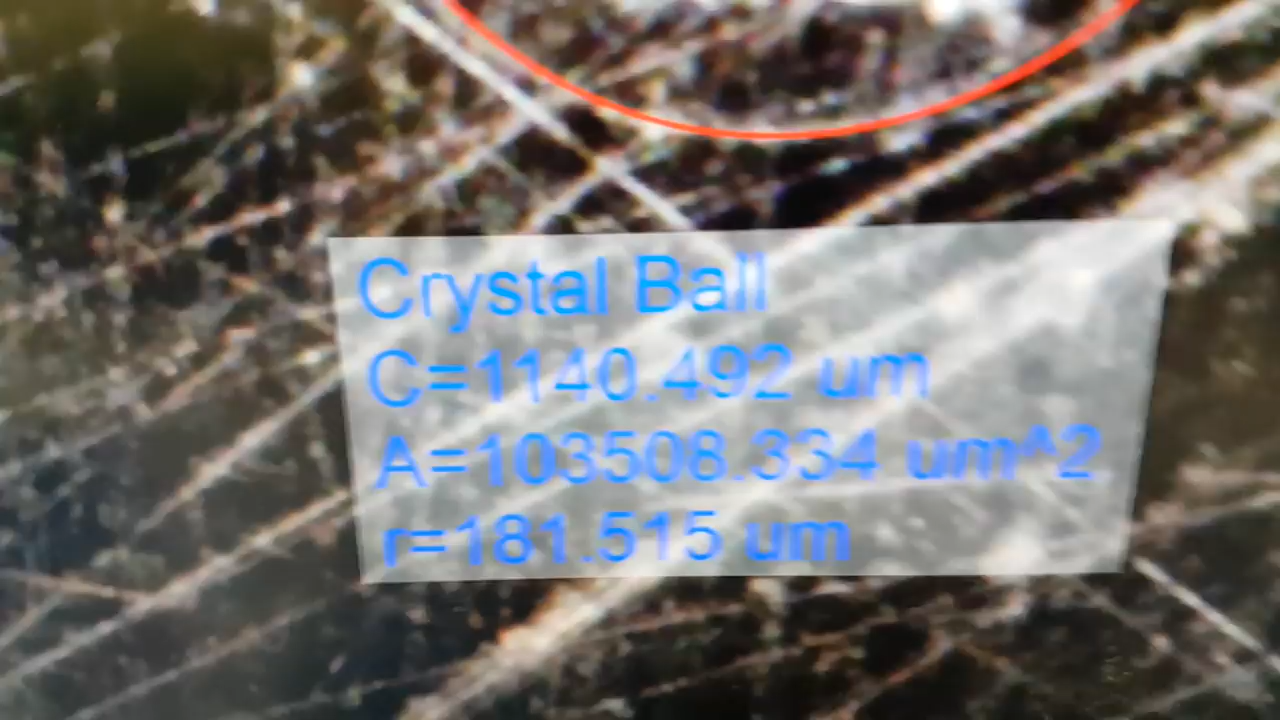 Crystal Ball
C=1140.492 um
A=103508.334 um^2
r=181.515 um